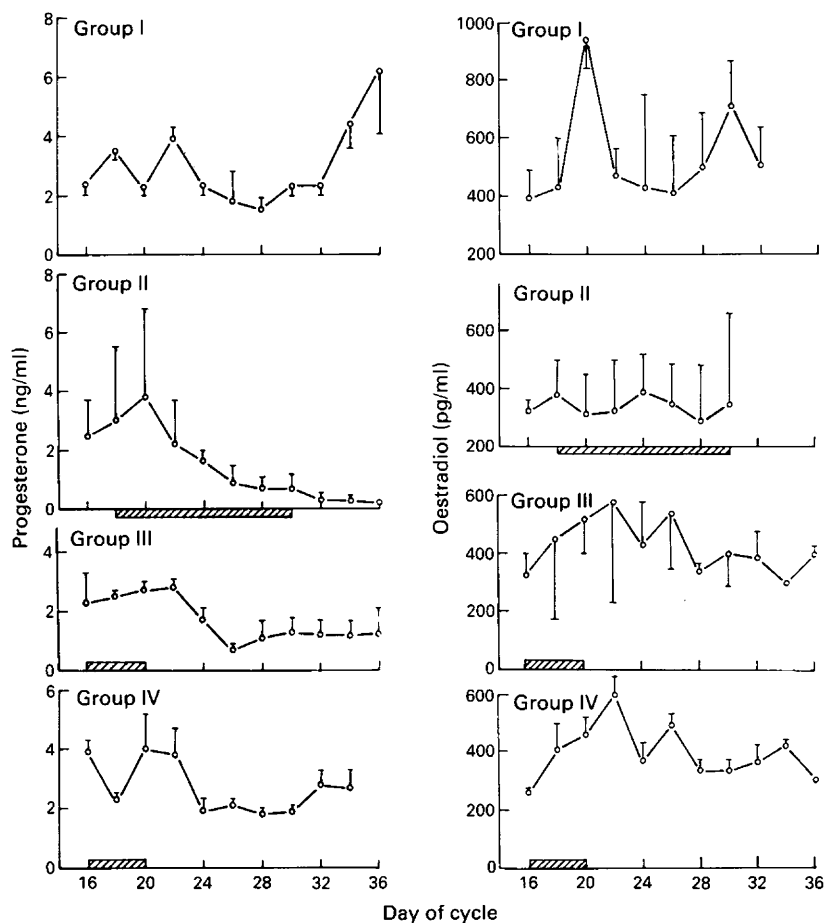 Group I
8
6
4
2
0
Group II
8
6
4
2
0
Group III
4
2
0
Group IV
6
4
2
0
16 20 24 28 32 36
Progesterone (ng/ml)
Group I
1000
800
600
400
200
Group II
600
400
200
Group III
600
400
200
0
Group IV
600
400
200
0
16 20 24 28 32 36
Oestradiol (pg/ml)
Day of cycle